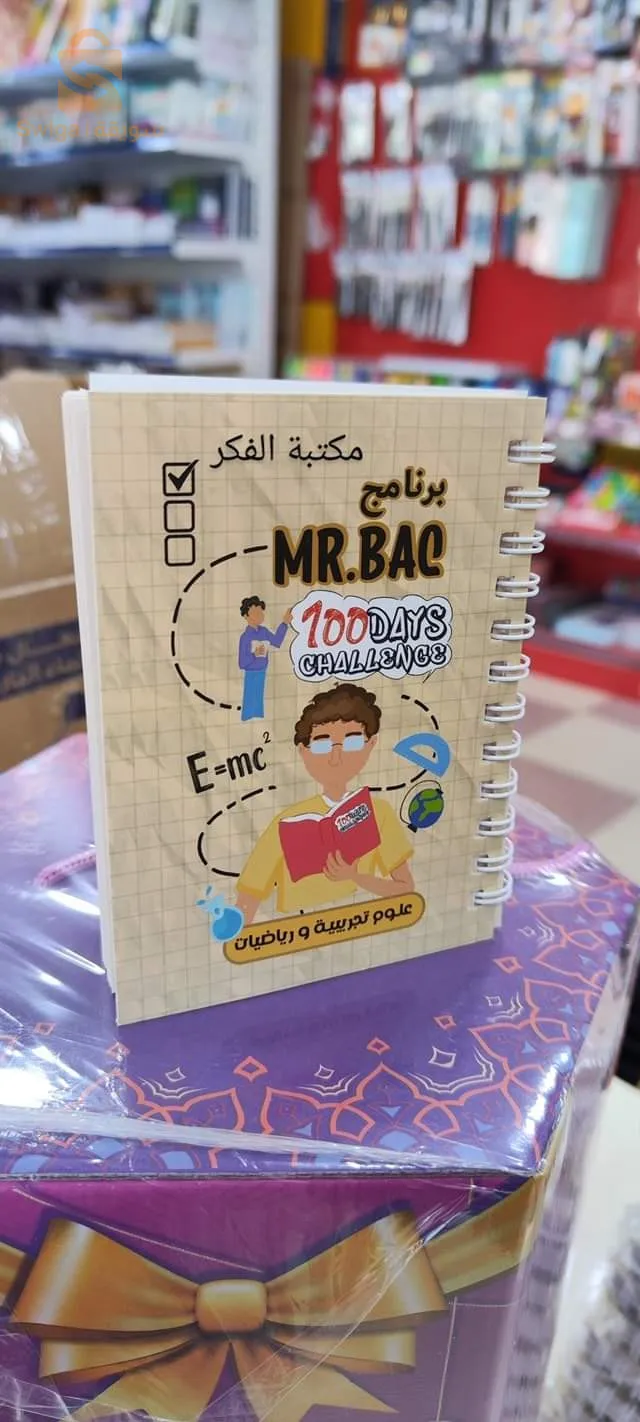 مكتبة الفكر
برنامج
MR.BAC
100DAYS
CHALLENGE
E=mc²
علوم تجريبية و رياضيات